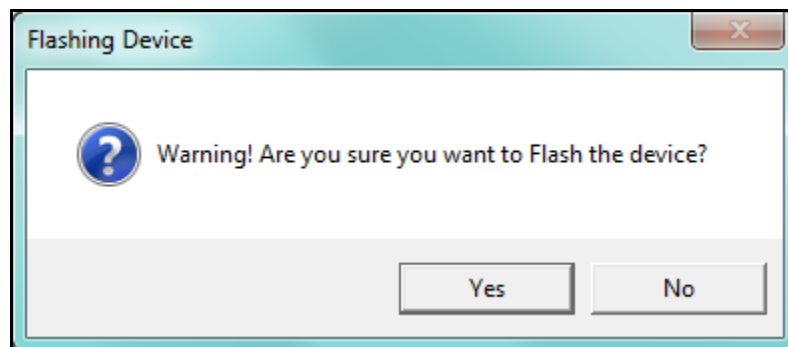 Flashing Device
Warning! Are you sure you want to Flash the device?
Yes
No